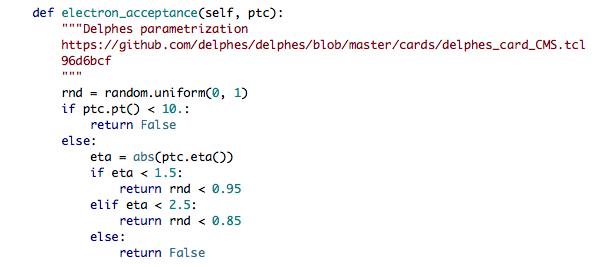 def electron_acceptance(self, ptc):
"""Delphes parametrization
https://github.com/delphes/delphes/blob/master/cards/delphes_card_CMS.tcl
96d6bcf
"""
rnd = random.uniform(0, 1)
if ptc.pt() < 10.:
return False
else:
eta = abs(ptc.eta())
if eta < 1.5:
return rnd < 0.95
elif eta < 2.5:
return rnd < 0.85
else:
return False